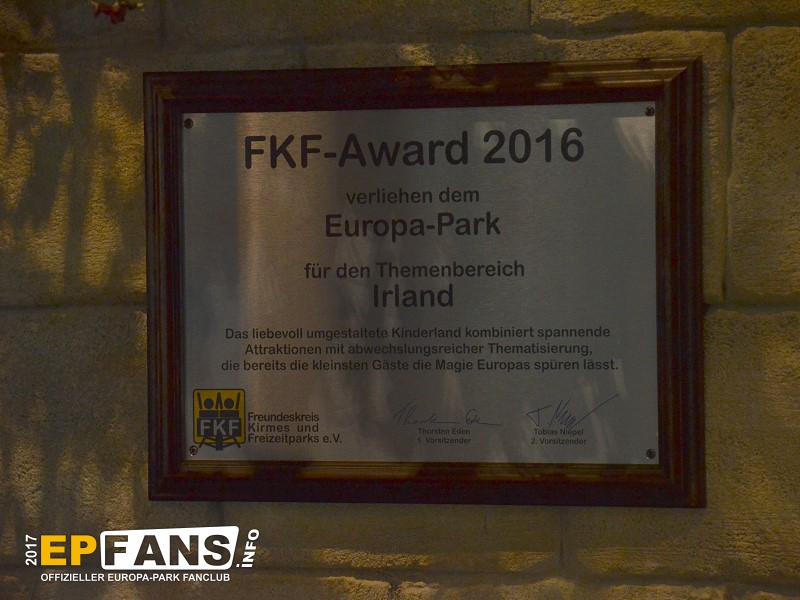 FKF-Award 2016
verliehen dem
Europa-Park
für den Themenbereich
Irland
Das liebevoll umgestaltete Kinderland kombiniert spannende
Attraktionen mit abwechslungsreicher Thematisierung,
die bereits die kleinsten Gäste die Magie Europas spüren lässt.
FKF
Freundeskreis
Kirmes und
Freizeitparks e.V.
Thorsten Eden
1. Vorsitzender
Tobias Niepel
2. Vorsitzender
2017 EPFANS.INFO
OFFIZIELLER EUROPA-PARK FANCLUB